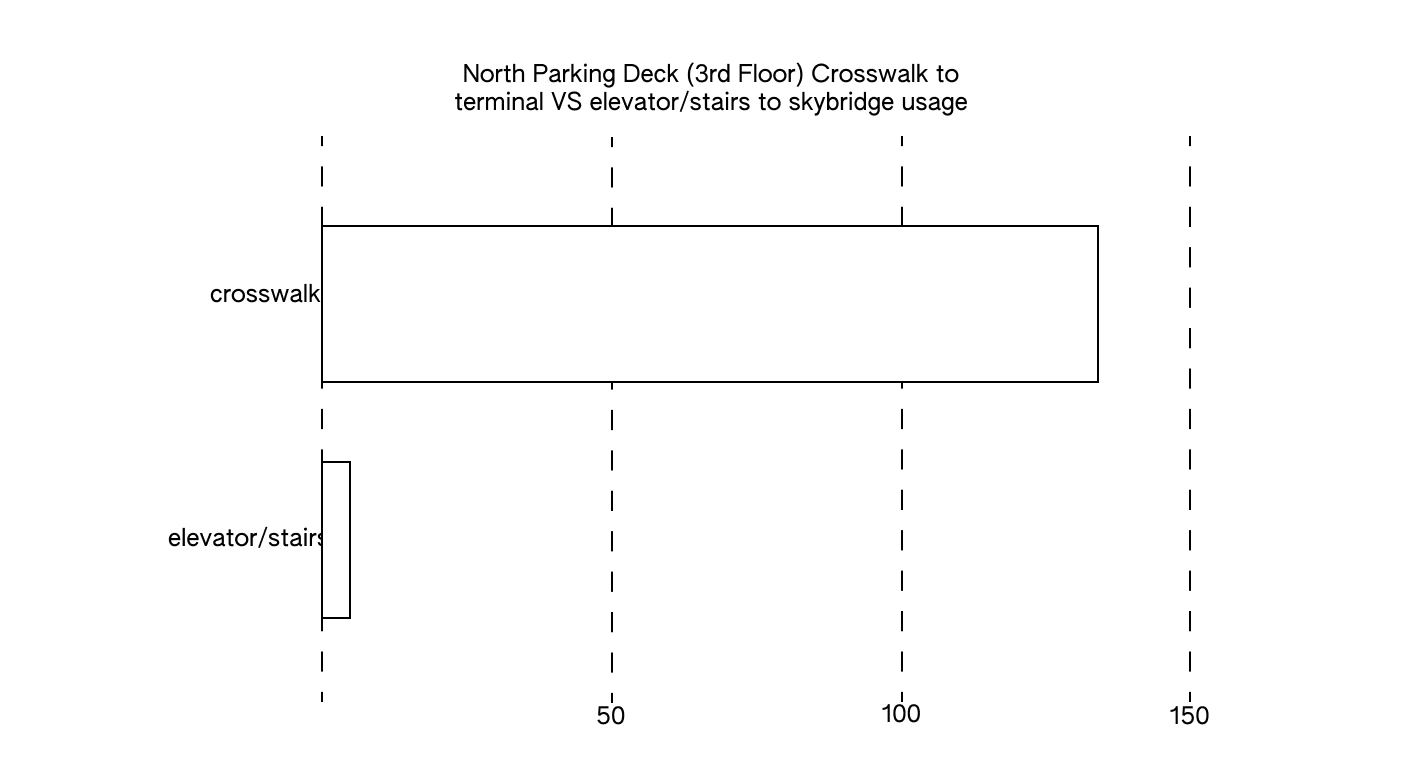 North Parking Deck (3rd Floor) Crosswalk to
terminal VS elevator/stairs to skybridge usage
crosswalk
elevator/stairs
50
100
150